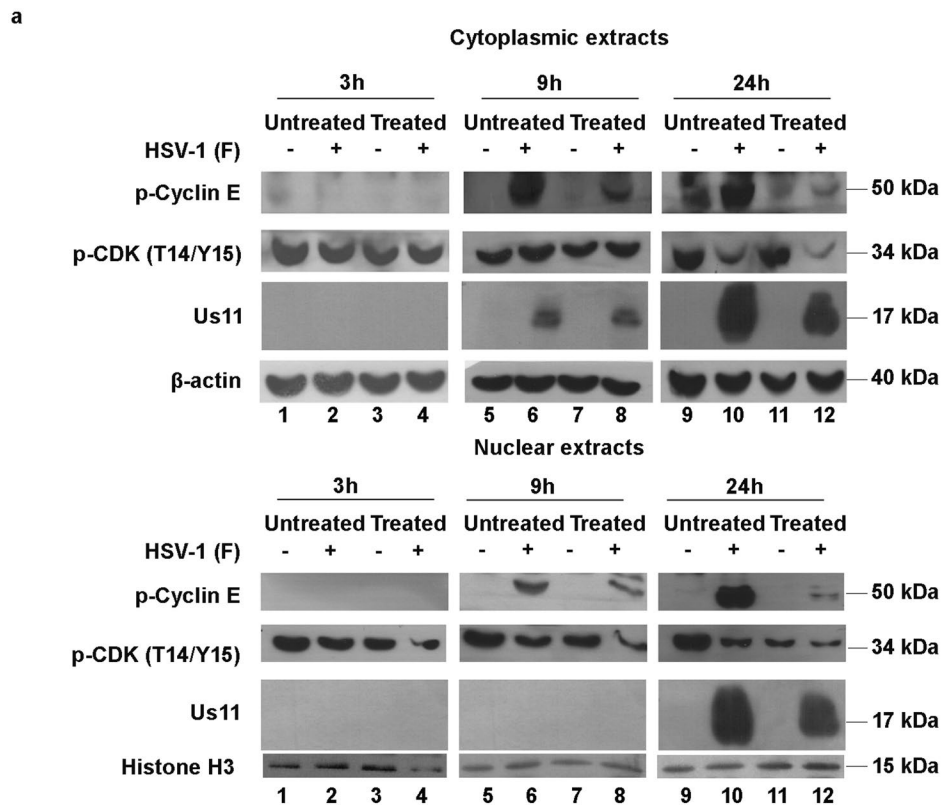 a
Cytoplasmic extracts
3h 9h 24h
Untreated Treated Untreated Treated Untreated Treated
HSV-1 (F) - + - + - + - + - + - +
p-Cyclin E 50 kDa
p-CDK (T14/Y15) 34 kDa
Us11 17 kDa
β-actin 40 kDa
1 2 3 4 5 6 7 8 9 10 11 12
Nuclear extracts
3h 9h 24h
Untreated Treated Untreated Treated Untreated Treated
HSV-1 (F) - + - + - + - + - + - +
p-Cyclin E 50 kDa
p-CDK (T14/Y15) 34 kDa
Us11 17 kDa
Histone H3 15 kDa
1 2 3 4 5 6 7 8 9 10 11 12